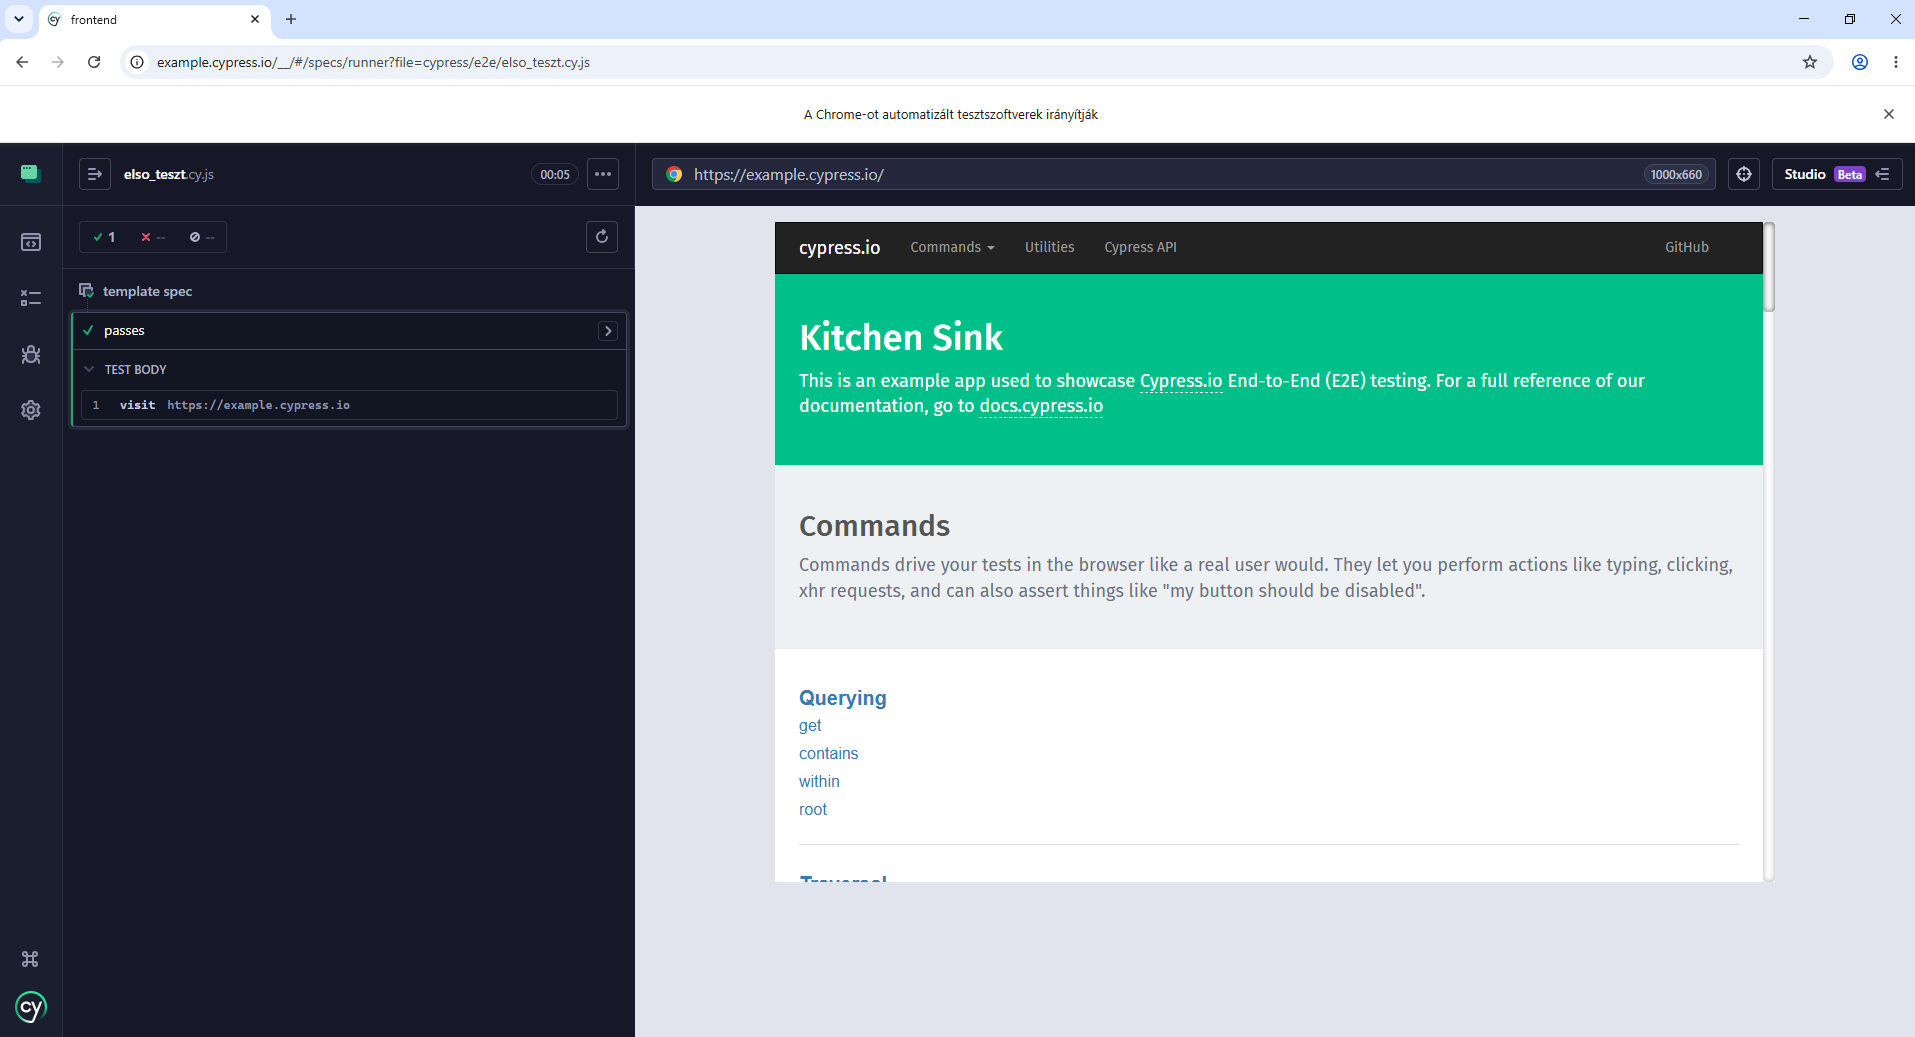 frontend
example.cypress.io/__/#/specs/runner?file=cypress/e2e/elso_teszt.cy.js
A Chrome-ot automatizált tesztszoftverek irányítják
elso_teszt.cy.js
00:05
https://example.cypress.io/
1000x660
Studio Beta
1 -- --
template spec
passes
TEST BODY
1 visit https://example.cypress.io
cypress.io Commands Utilities Cypress API GitHub
Kitchen Sink
This is an example app used to showcase Cypress.io End-to-End (E2E) testing. For a full reference of our
documentation, go to docs.cypress.io
Commands
Commands drive your tests in the browser like a real user would. They let you perform actions like typing, clicking,
xhr requests, and can also assert things like "my button should be disabled".
Querying
get
contains
within
root
Traversal
cy